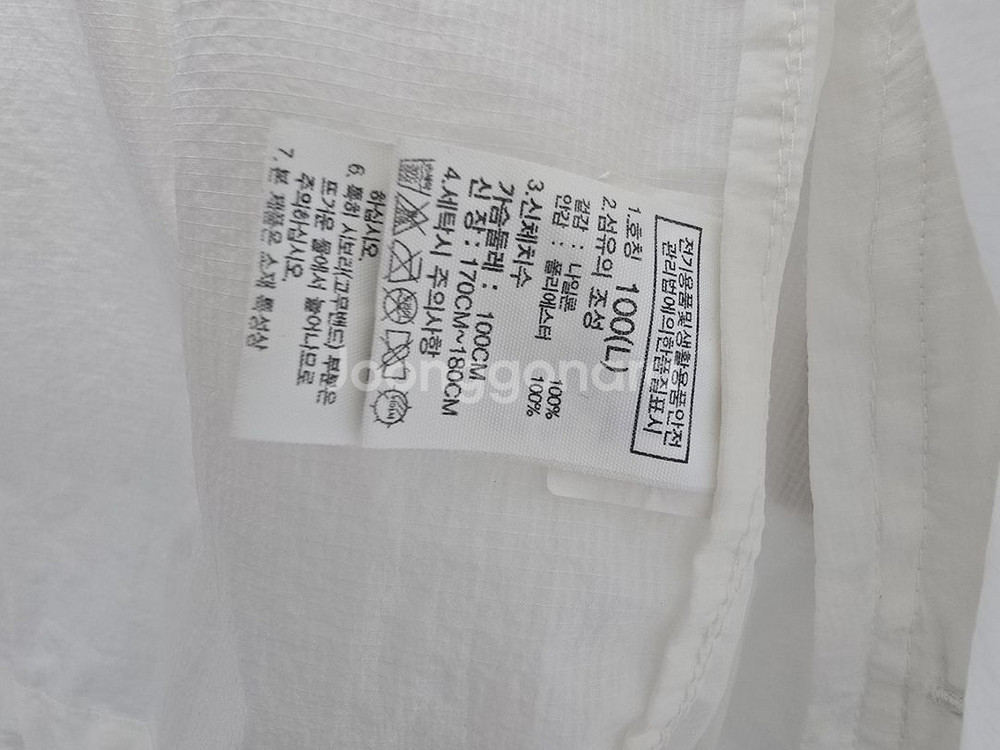 전기용품및생활용품안전
관리법에의한품질표시
1.호칭 100(L)
2.섬유의 조성
겉감 : 나일론 100%
안감 : 폴리에스터 100%
3.신체치수
가슴둘레 : 100CM
신 장 : 170CM~180CM
4.세탁시 주의사항
하십시오.
6. 특히 시보리(고무밴드) 부분은
뜨거운 물에서 늘어나므로
주의하십시오.
7. 본 제품은 소재 특성상
Joonggonara